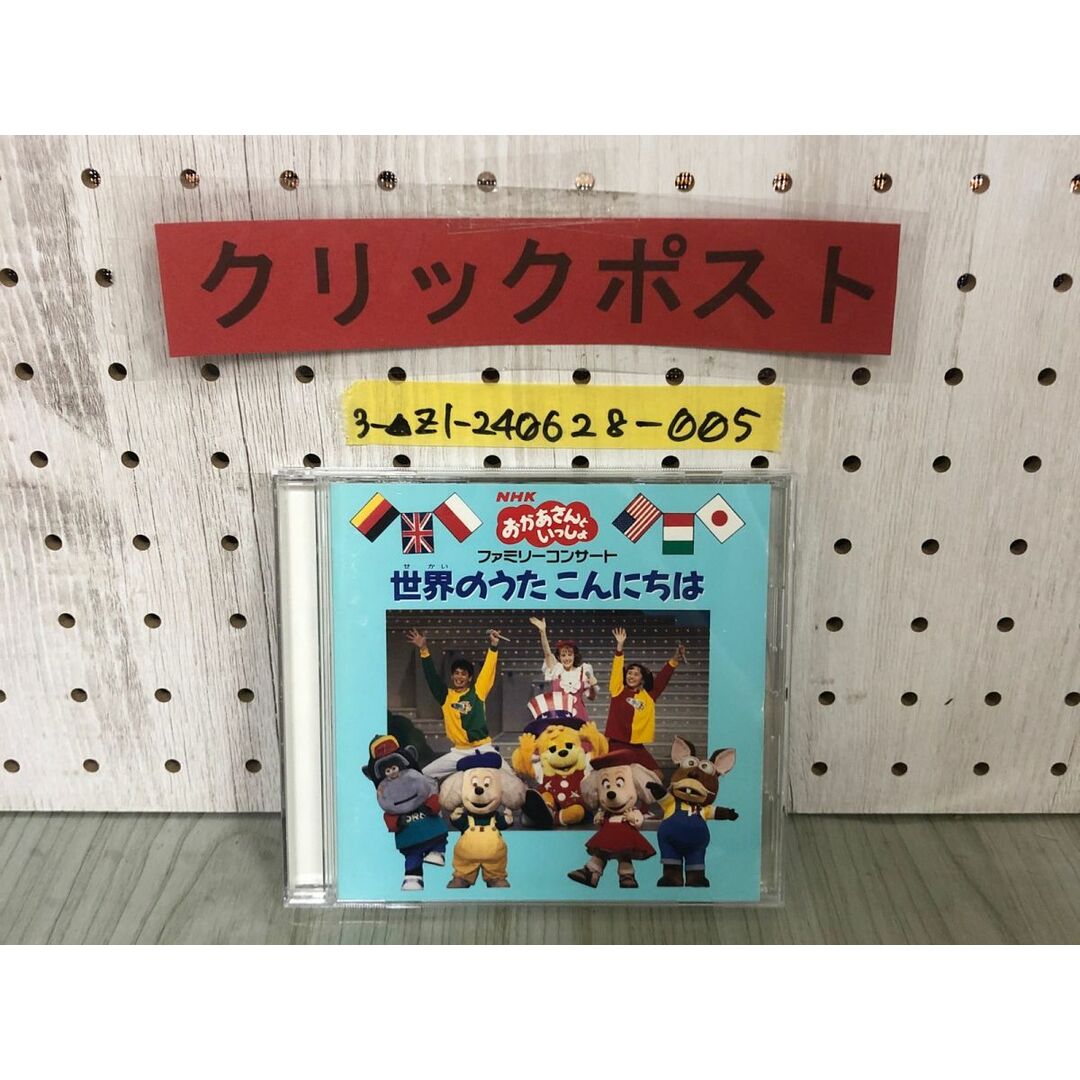 クリックポスト
3-▲Z1-240628-005
NHK
おかあさんと
いっしょ
ファミリーコンサート
せかい
世界のうた こんにちは